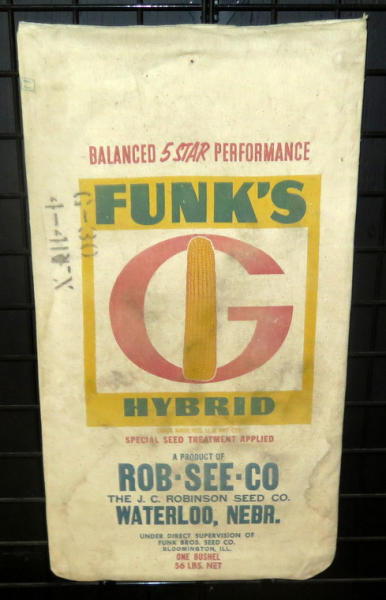 BALANCED 5 STAR PERFORMANCE
FUNK'S
G
HYBRID
SPECIAL SEED TREATMENT APPLIED
A PRODUCT OF
ROB-SEE-CO
THE J. C. ROBINSON SEED CO.
WATERLOO, NEBR.
UNDER DIRECT SUPERVISION OF
FUNK BROS. SEED CO.
BLOOMINGTON, ILL.
ONE BUSHEL
56 LBS. NET
G-30